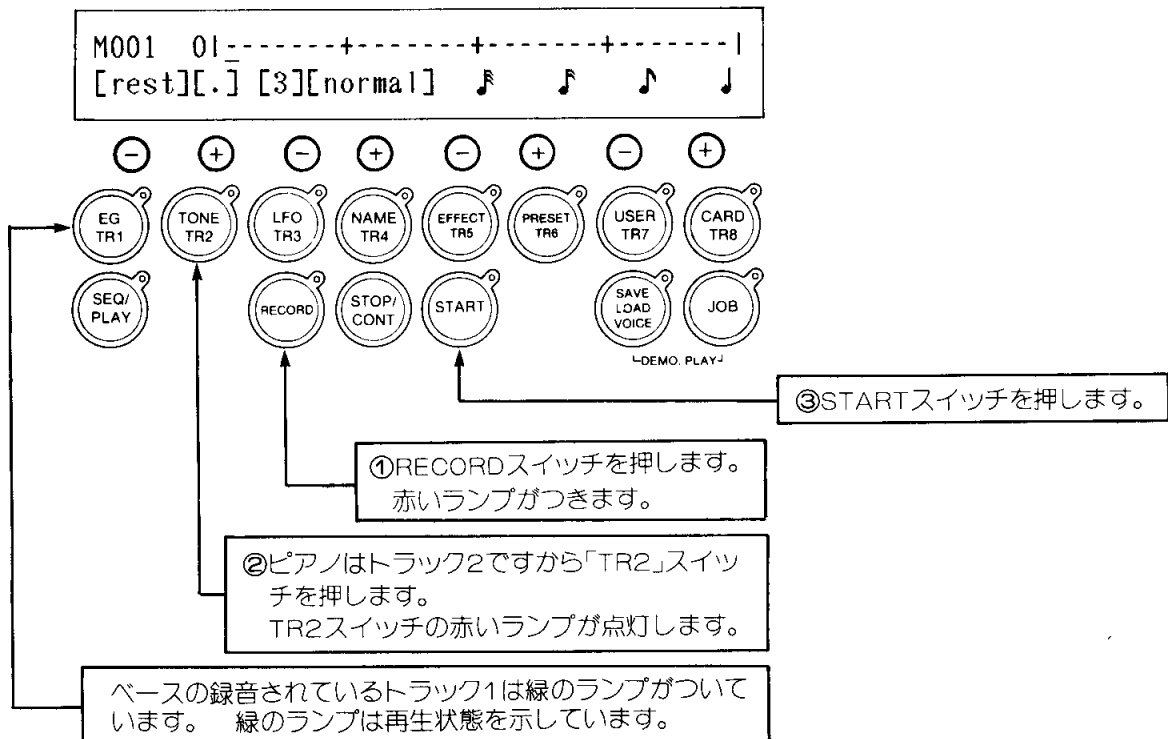 M001 01-------+-------+-------+-------|
[rest][.] [3][normal]
− + − + − + − +
EG TONE LFO NAME EFFECT PRESET USER CARD
TR1 TR2 TR3 TR4 TR5 TR6 TR7 TR8
SEQ/ RECORD STOP/ START SAVE JOB
PLAY CONT LOAD
VOICE
DEMO. PLAY
③STARTスイッチを押します。
①RECORDスイッチを押します。
赤いランプがつきます。
②ピアノはトラック2ですから「TR2」スイッ
チを押します。
TR2スイッチの赤いランプが点灯します。
ベースの録音されているトラック1は緑のランプがついて
います。 緑のランプは再生状態を示しています。